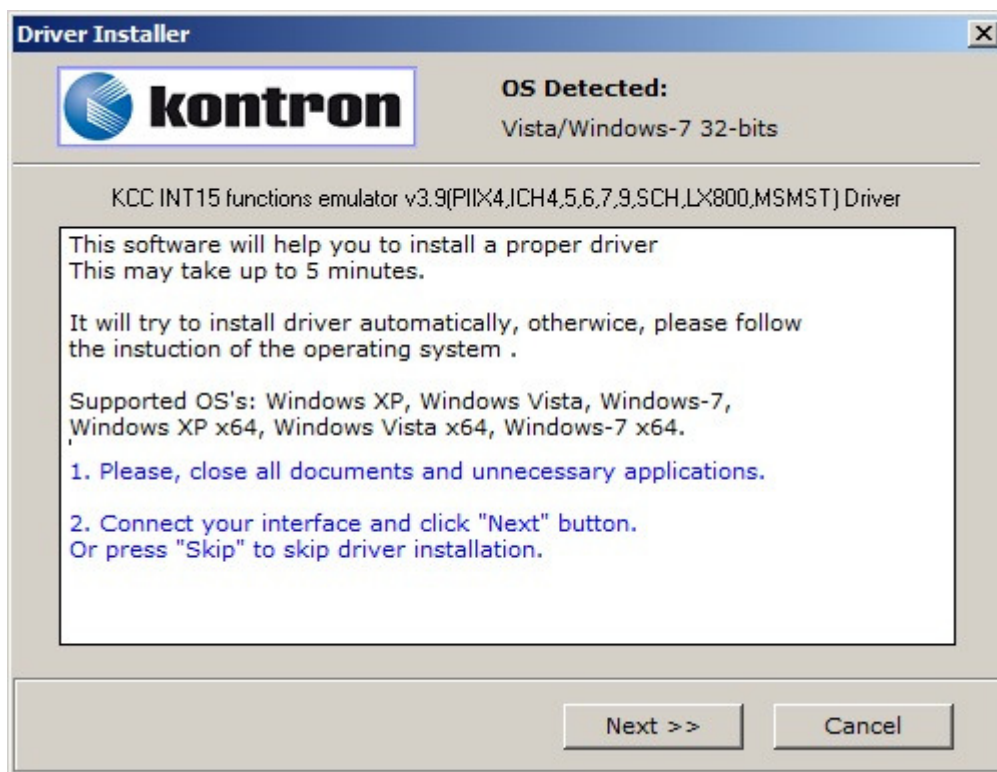 Driver Installer
kontron
OS Detected:
Vista/Windows-7 32-bits
KCC INT15 functions emulator v3.9(PIIX4,ICH4,5,6,7,9,SCH,LX800,MSMST) Driver
This software will help you to install a proper driver
This may take up to 5 minutes.
It will try to install driver automatically, otherwice, please follow
the instuction of the operating system .
Supported OS's: Windows XP, Windows Vista, Windows-7,
Windows XP x64, Windows Vista x64, Windows-7 x64.
1. Please, close all documents and unnecessary applications.
2. Connect your interface and click "Next" button.
Or press "Skip" to skip driver installation.
Next >>
Cancel